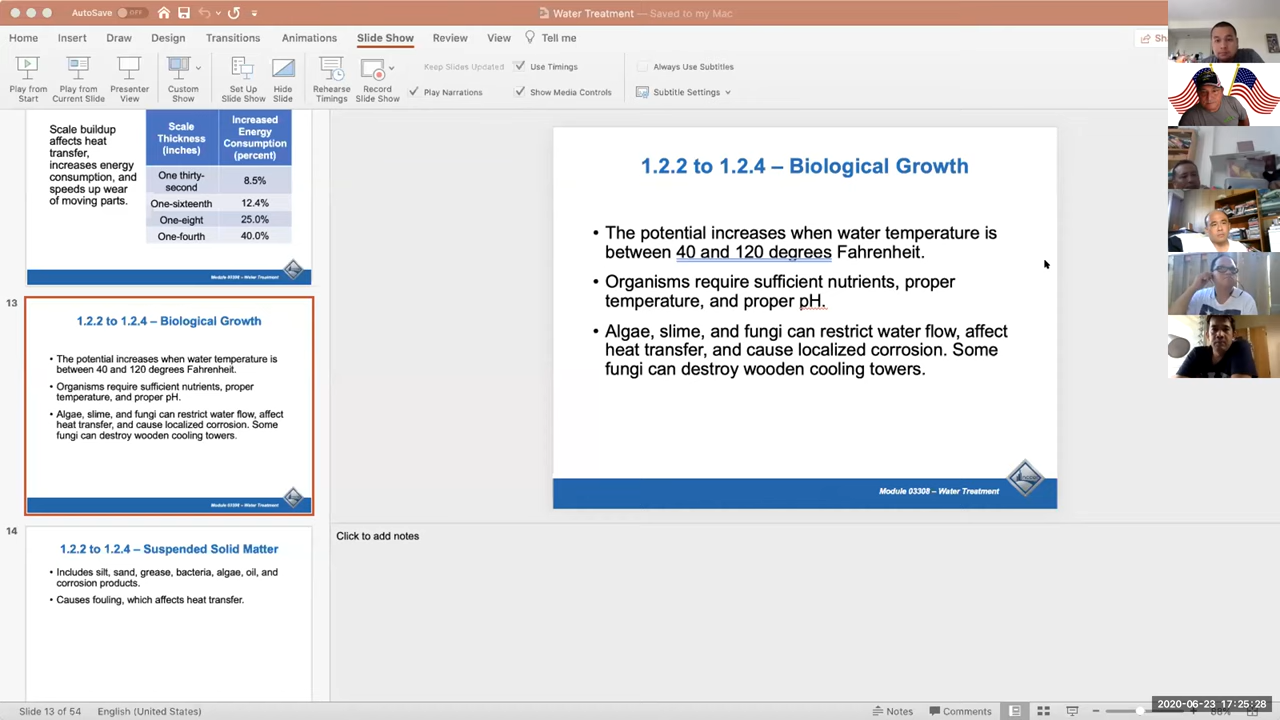 AutoSave OFF
Water Treatment — Saved to my Mac
Home Insert Draw Design Transitions Animations Slide Show Review View Tell me
Play from Start
Play from Current Slide
Presenter View
Custom Show
Set Up Slide Show
Hide Slide
Rehearse Timings
Record Slide Show
Keep Slides Updated
Play Narrations
Use Timings
Show Media Controls
Always Use Subtitles
Subtitle Settings
Scale buildup
affects heat
transfer,
increases energy
consumption, and
speeds up wear
of moving parts.
Scale Thickness (inches) Increased Energy Consumption (percent)
One thirty-second 8.5%
One-sixteenth 12.4%
One-eight 25.0%
One-fourth 40.0%
Module 03308 – Water Treatment
13
1.2.2 to 1.2.4 – Biological Growth
• The potential increases when water temperature is
between 40 and 120 degrees Fahrenheit.
• Organisms require sufficient nutrients, proper
temperature, and proper pH.
• Algae, slime, and fungi can restrict water flow, affect
heat transfer, and cause localized corrosion. Some
fungi can destroy wooden cooling towers.
Module 03308 – Water Treatment
14
1.2.2 to 1.2.4 – Suspended Solid Matter
• Includes silt, sand, grease, bacteria, algae, oil, and
corrosion products.
• Causes fouling, which affects heat transfer.
1.2.2 to 1.2.4 – Biological Growth
• The potential increases when water temperature is
between 40 and 120 degrees Fahrenheit.
• Organisms require sufficient nutrients, proper
temperature, and proper pH.
• Algae, slime, and fungi can restrict water flow, affect
heat transfer, and cause localized corrosion. Some
fungi can destroy wooden cooling towers.
Module 03308 – Water Treatment
Click to add notes
Slide 13 of 54 English (United States)
Notes Comments
2020-06-23 17:25:28